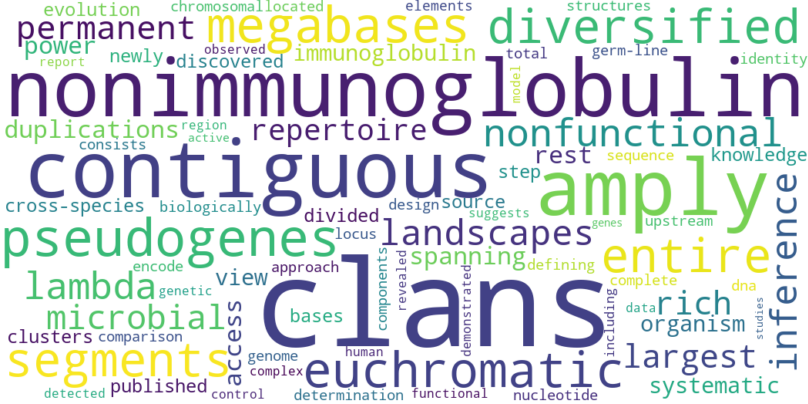 evolution chromosomallocated elements structures
permanent megabases diversified
power newly discovered observed immunoglobulin total germ-line identity
report model
nonimmunoglobulin
duplications region active repertoire nonfunctional
consists rest sequence knowledge
contiguous step amply
cross-species biologically divided design source suggests genes upstream inference
pseudogenes locus landscapes
spanning defining entire
lambda encode genetic view approach components revealed demonstrated complete dna
microbial access bases clans including data rich studies
clusters comparison organism
segments genome human euchromatic largest
published complex systematic
detected control determination functional nucleotide